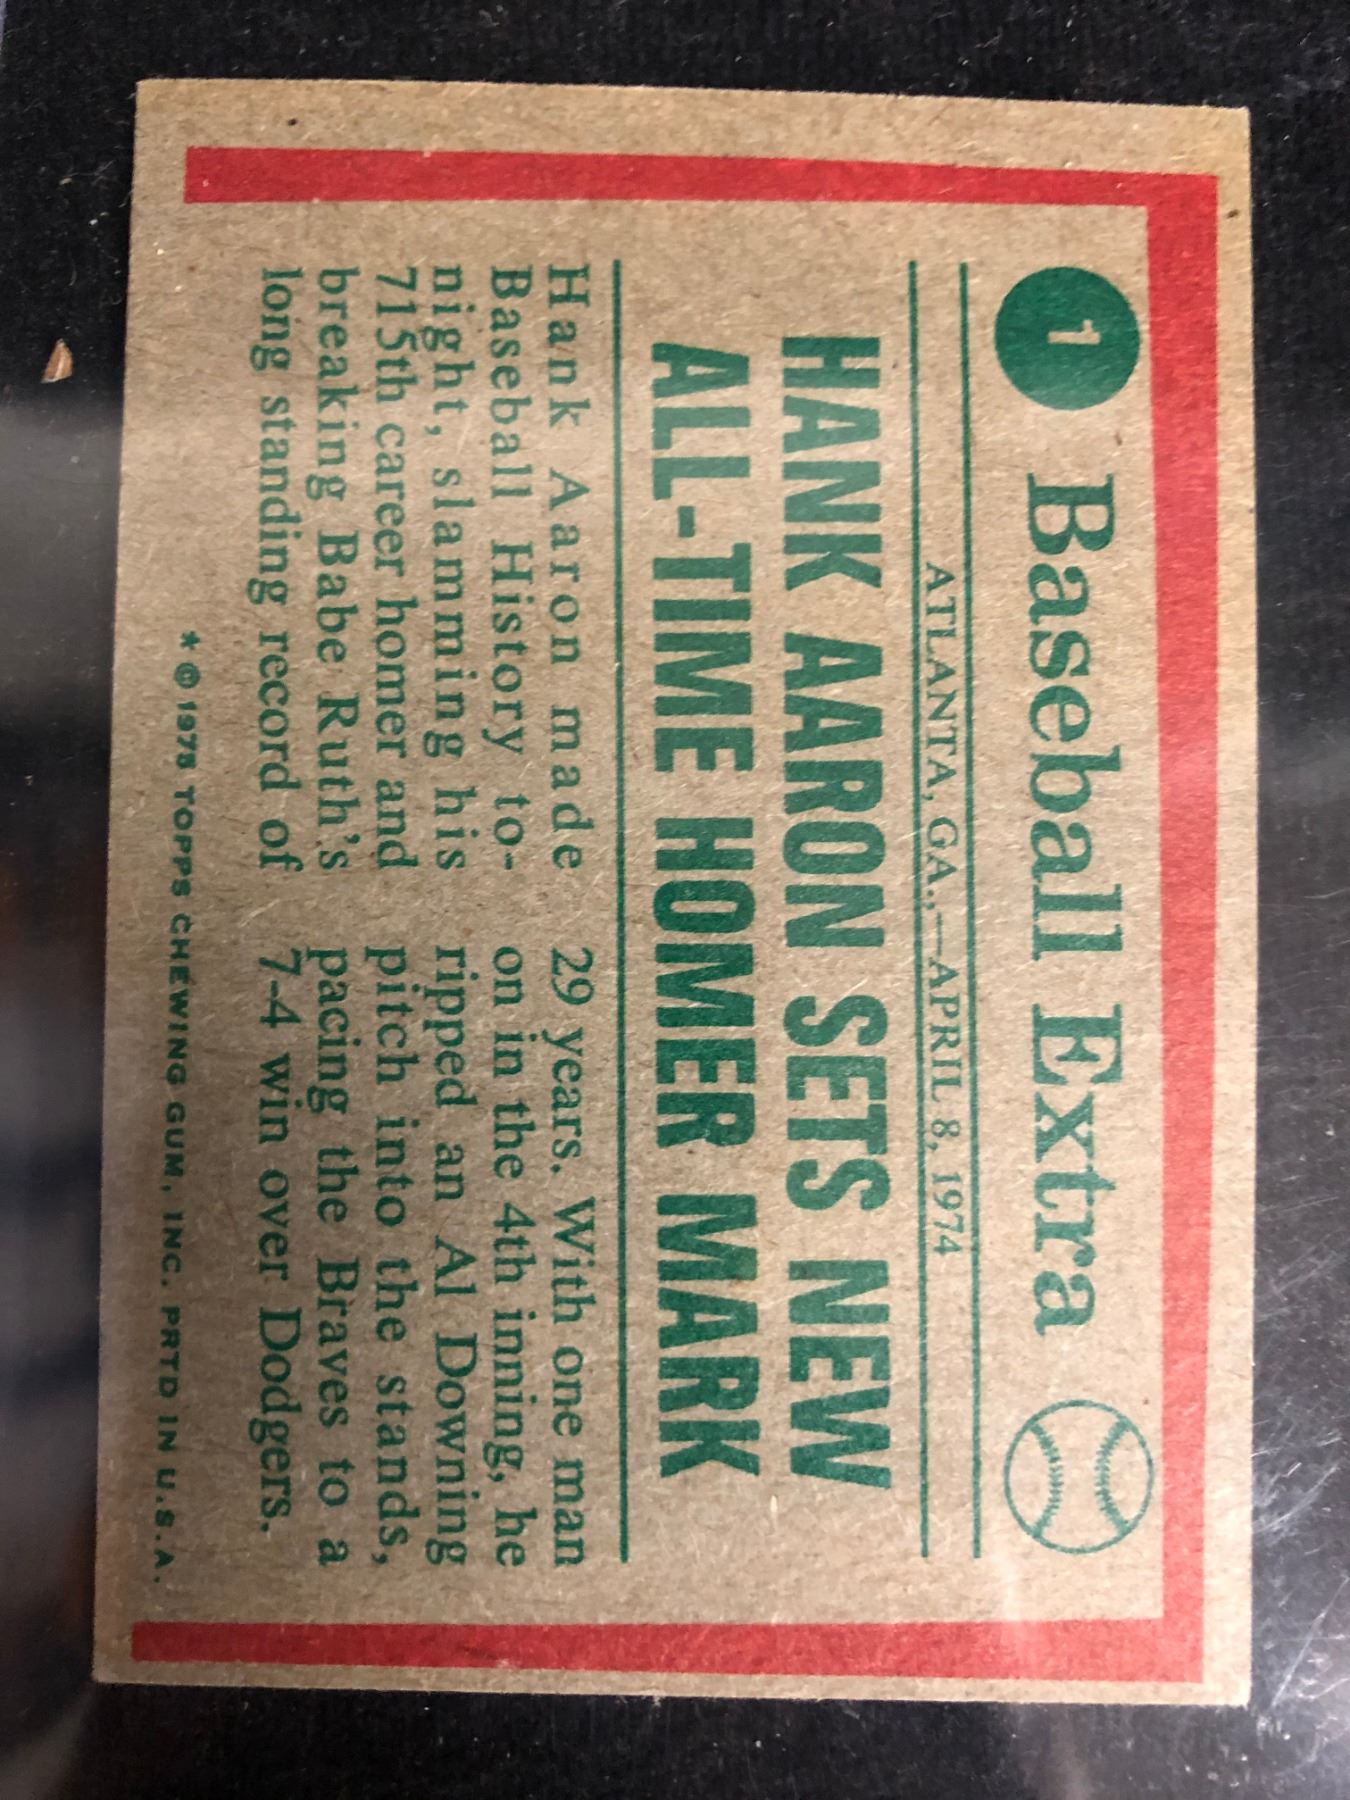 1 Baseball Extra
ATLANTA, GA.,—APRIL 8, 1974
HANK AARON SETS NEW
ALL-TIME HOMER MARK
Hank Aaron made
Baseball History to-
night, slamming his
715th career homer and
breaking Babe Ruth's
long standing record of
29 years. With one man
on in the 4th inning, he
ripped an Al Downing
pitch into the stands,
pacing the Braves to a
7-4 win over Dodgers.
* © 1975 TOPPS CHEWING GUM, INC. PRTD IN U.S.A.